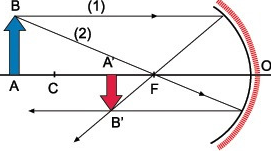 B (1)
(2)
A' O
A C F
B'